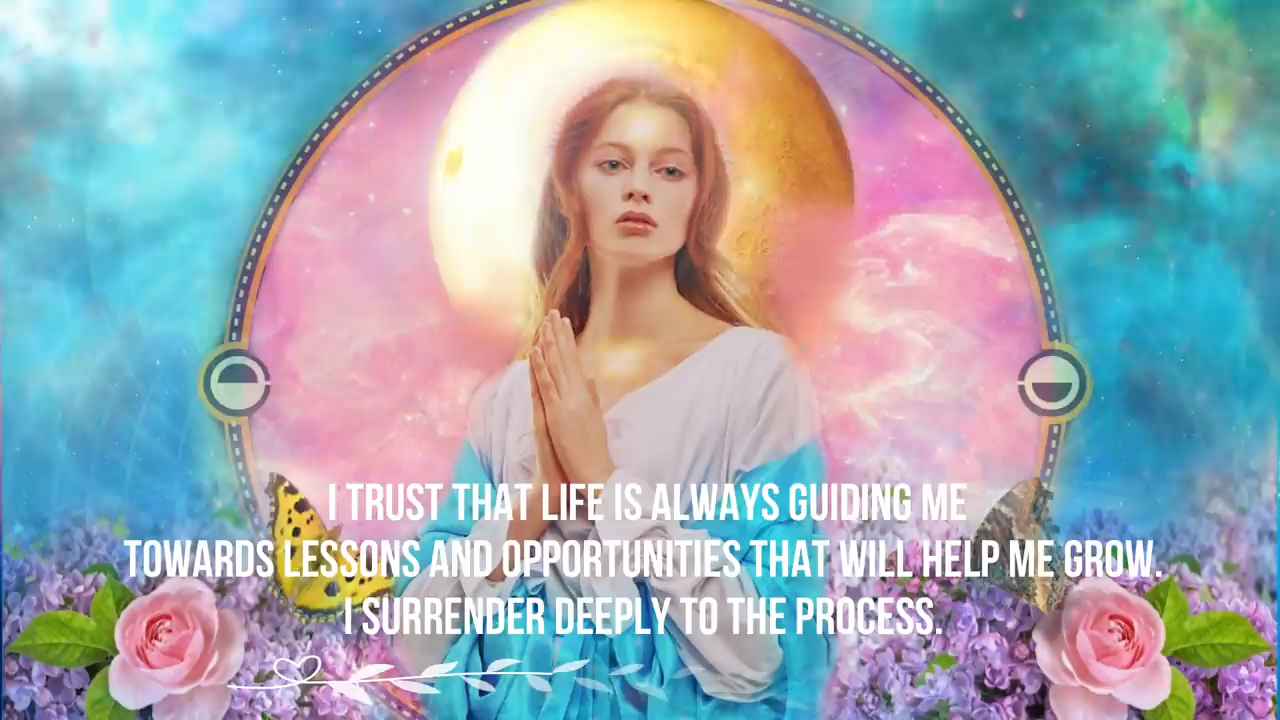 I TRUST THAT LIFE IS ALWAYS GUIDING ME
TOWARDS LESSONS AND OPPORTUNITIES THAT WILL HELP ME GROW.
I SURRENDER DEEPLY TO THE PROCESS.